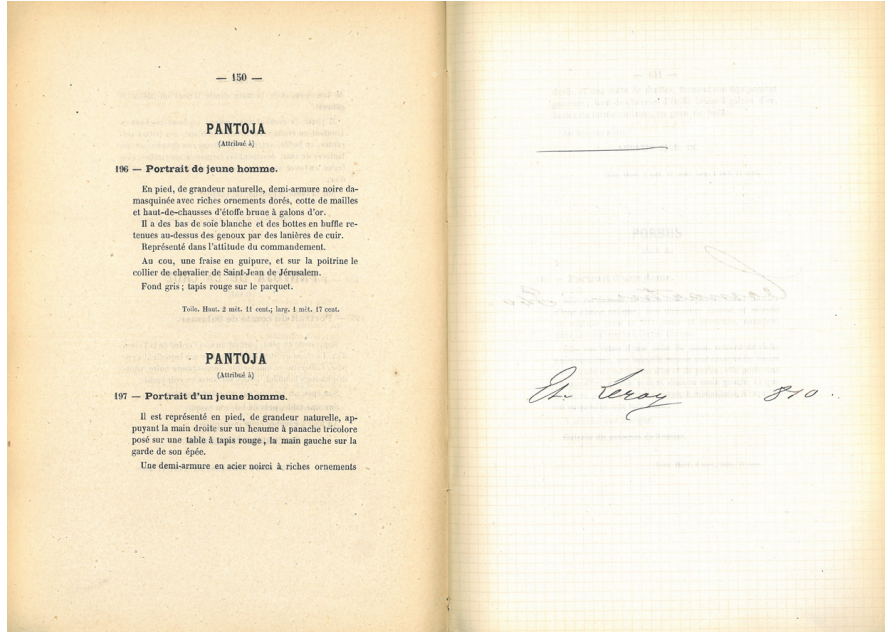 — 150 —
PANTOJA
(Attribué à)
196 — Portrait de jeune homme.
En pied, de grandeur naturelle, demi-armure noire da-
masquinée avec riches ornements dorés, cotte de mailles
et haut-de-chausses d'étoffe brune à galons d'or.
Il a des bas de soie blanche et des bottes en buffle re-
tenues au-dessus des genoux par des lanières de cuir.
Représenté dans l'attitude du commandement.
Au cou, une fraise en guipure, et sur la poitrine le
collier de chevalier de Saint-Jean de Jérusalem.
Fond gris ; tapis rouge sur le parquet.
Toile. Haut. 2 mèt. 11 cent.; larg. 1 mèt. 17 cent.
PANTOJA
(Attribué à)
197 — Portrait d'un jeune homme.
Il est représenté en pied, de grandeur naturelle, ap-
puyant la main droite sur un heaume à panache tricolore
posé sur une table à tapis rouge, la main gauche sur la
garde de son épée.
Une demi-armure en acier noirci à riches ornements
Et. Leroy 810